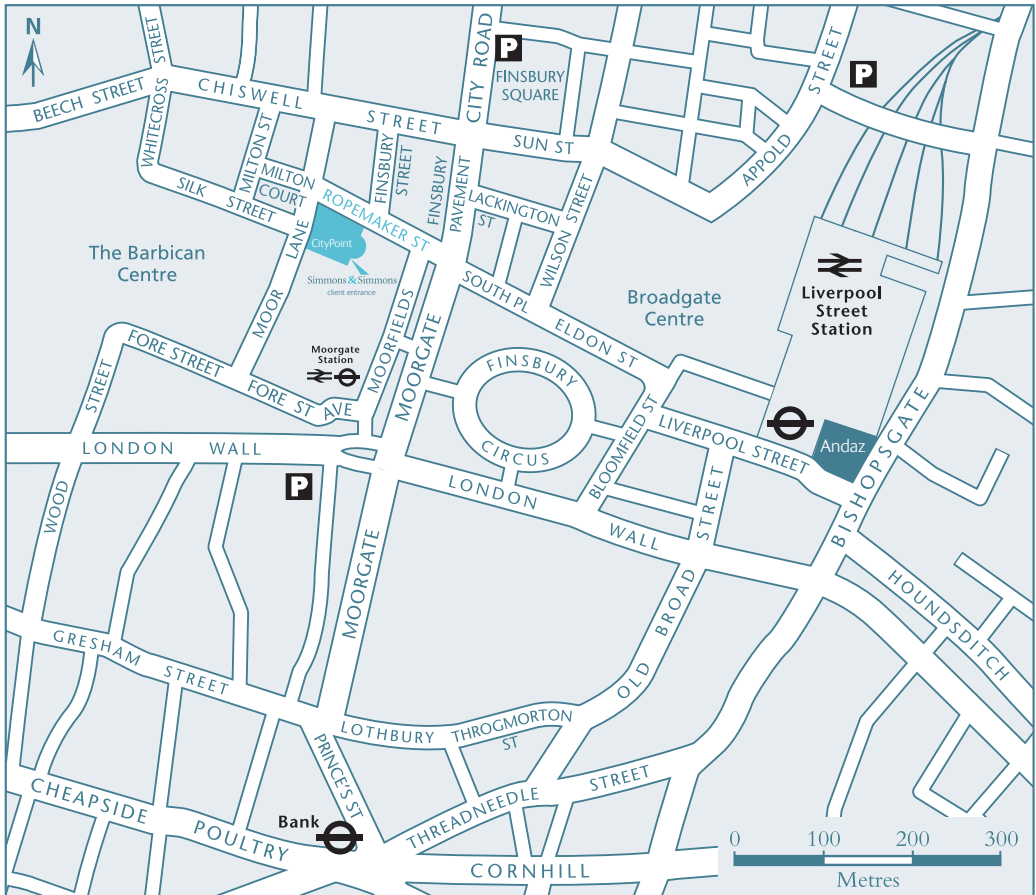 N
P
CITY ROAD
FINSBURY
SQUARE
P
STREET
APPOLD
BEECH STREET
WHITECROSS STREET
CHISWELL
STREET
SUN ST
MILTON ST
MILTON
COURT
SILK
STREET
FINSBURY
STREET
FINSBURY
PAVEMENT
LACKINGTON
ST
WILSON STREET
ROPEMAKER ST
The Barbican
Centre
MOOR LANE
CityPoint
Simmons&Simmons
client entrance
SOUTH PL
ELDON ST
Broadgate
Centre
Liverpool
Street
Station
FORE STREET
FORE ST AVE
Moorgate
Station
MOORFIELDS
MOORGATE
FINSBURY
CIRCUS
BLOOMFIELD ST
LIVERPOOL STREET
Andaz
BISHOPSGATE
WOOD STREET
LONDON WALL
P
LONDON
WALL
MOORGATE
OLD BROAD STREET
HOUNDSDITCH
GRESHAM STREET
LOTHBURY
THROGMORTON
ST
PRINCE'S ST
THREADNEEDLE STREET
CHEAPSIDE
POULTRY
Bank
CORNHILL
0 100 200 300
Metres